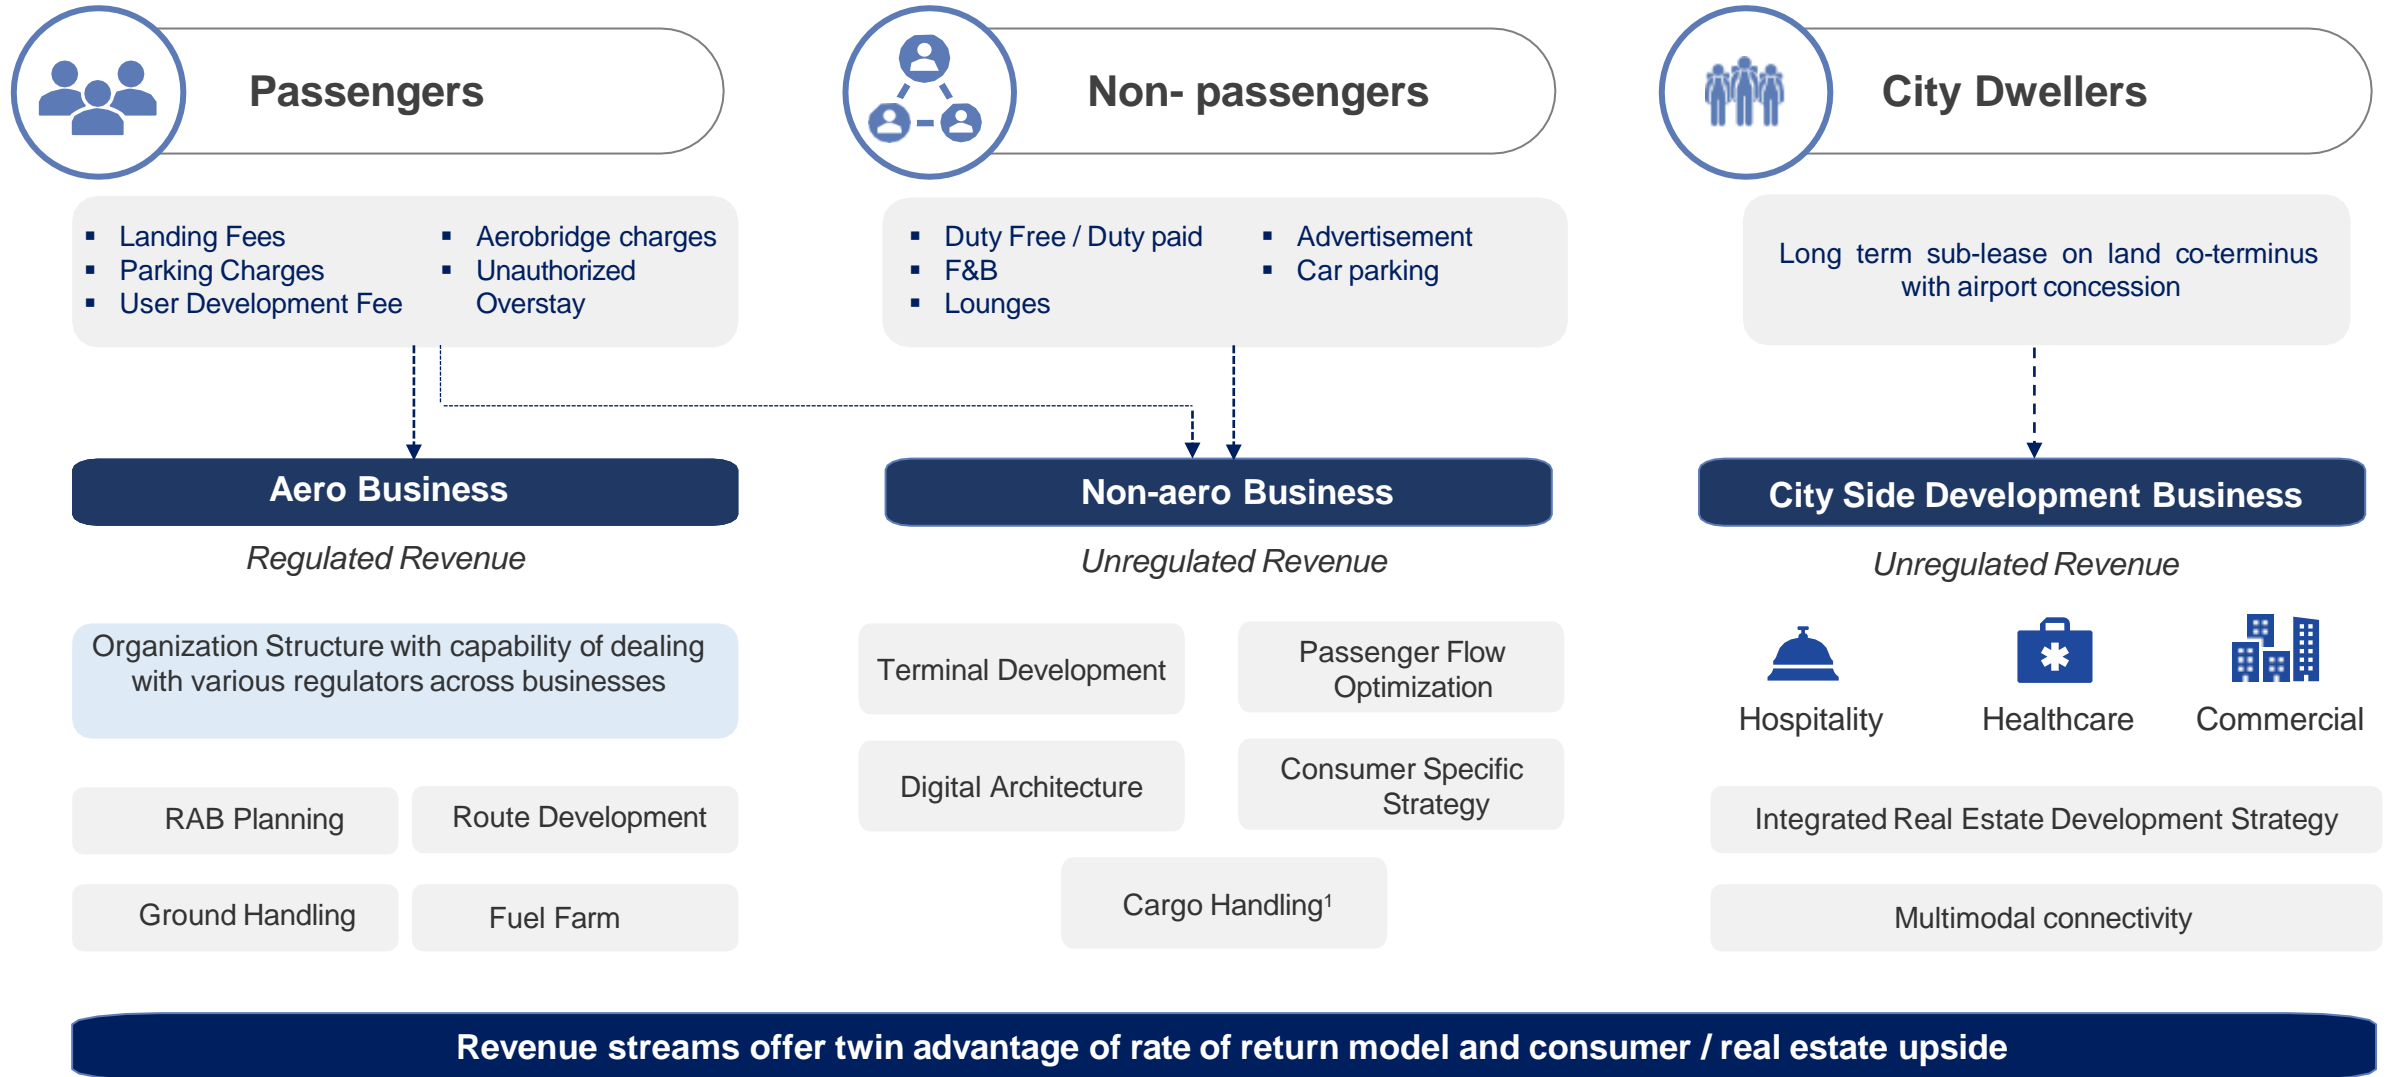 Passengers
Non- passengers
City Dwellers
Landing Fees
Parking Charges
User Development Fee
Aerobridge charges
Unauthorized
Overstay
Duty Free / Duty paid
F&B
Lounges
Advertisement
Car parking
Long term sub-lease on land co-terminus
with airport concession
Aero Business
Non-aero Business
City Side Development Business
Regulated Revenue
Unregulated Revenue
Unregulated Revenue
Organization Structure with capability of dealing
with various regulators across businesses
RAB Planning
Route Development
Ground Handling
Fuel Farm
Terminal Development
Passenger Flow
Optimization
Digital Architecture
Consumer Specific
Strategy
Cargo Handling¹
Hospitality
Healthcare
Commercial
Integrated Real Estate Development Strategy
Multimodal connectivity
Revenue streams offer twin advantage of rate of return model and consumer / real estate upside